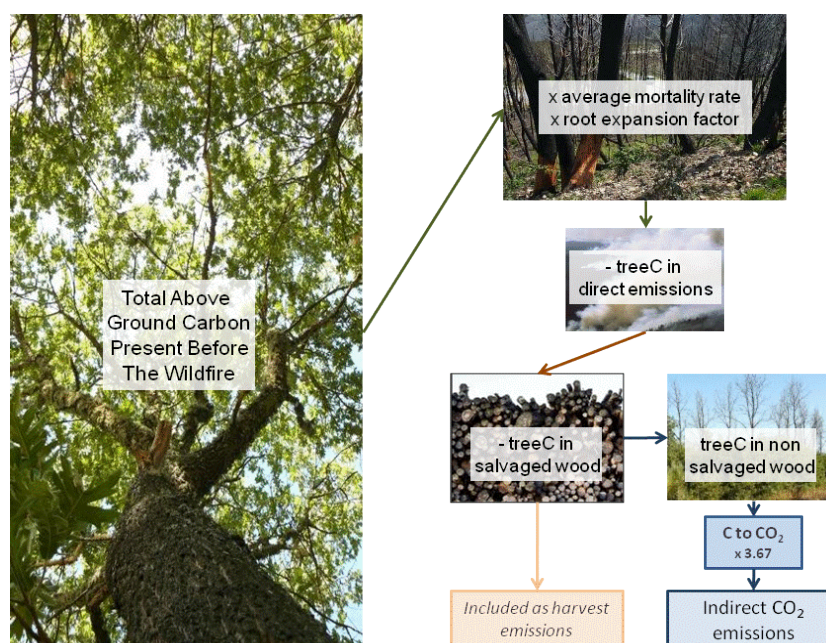 Total Above
Ground Carbon
Present Before
The Wildfire
x average mortality rate
x root expansion factor
- treeC in
direct emissions
- treeC in
salvaged wood
treeC in non
salvaged wood
C to CO₂
x 3.67
Included as harvest
emissions
Indirect CO₂
emissions